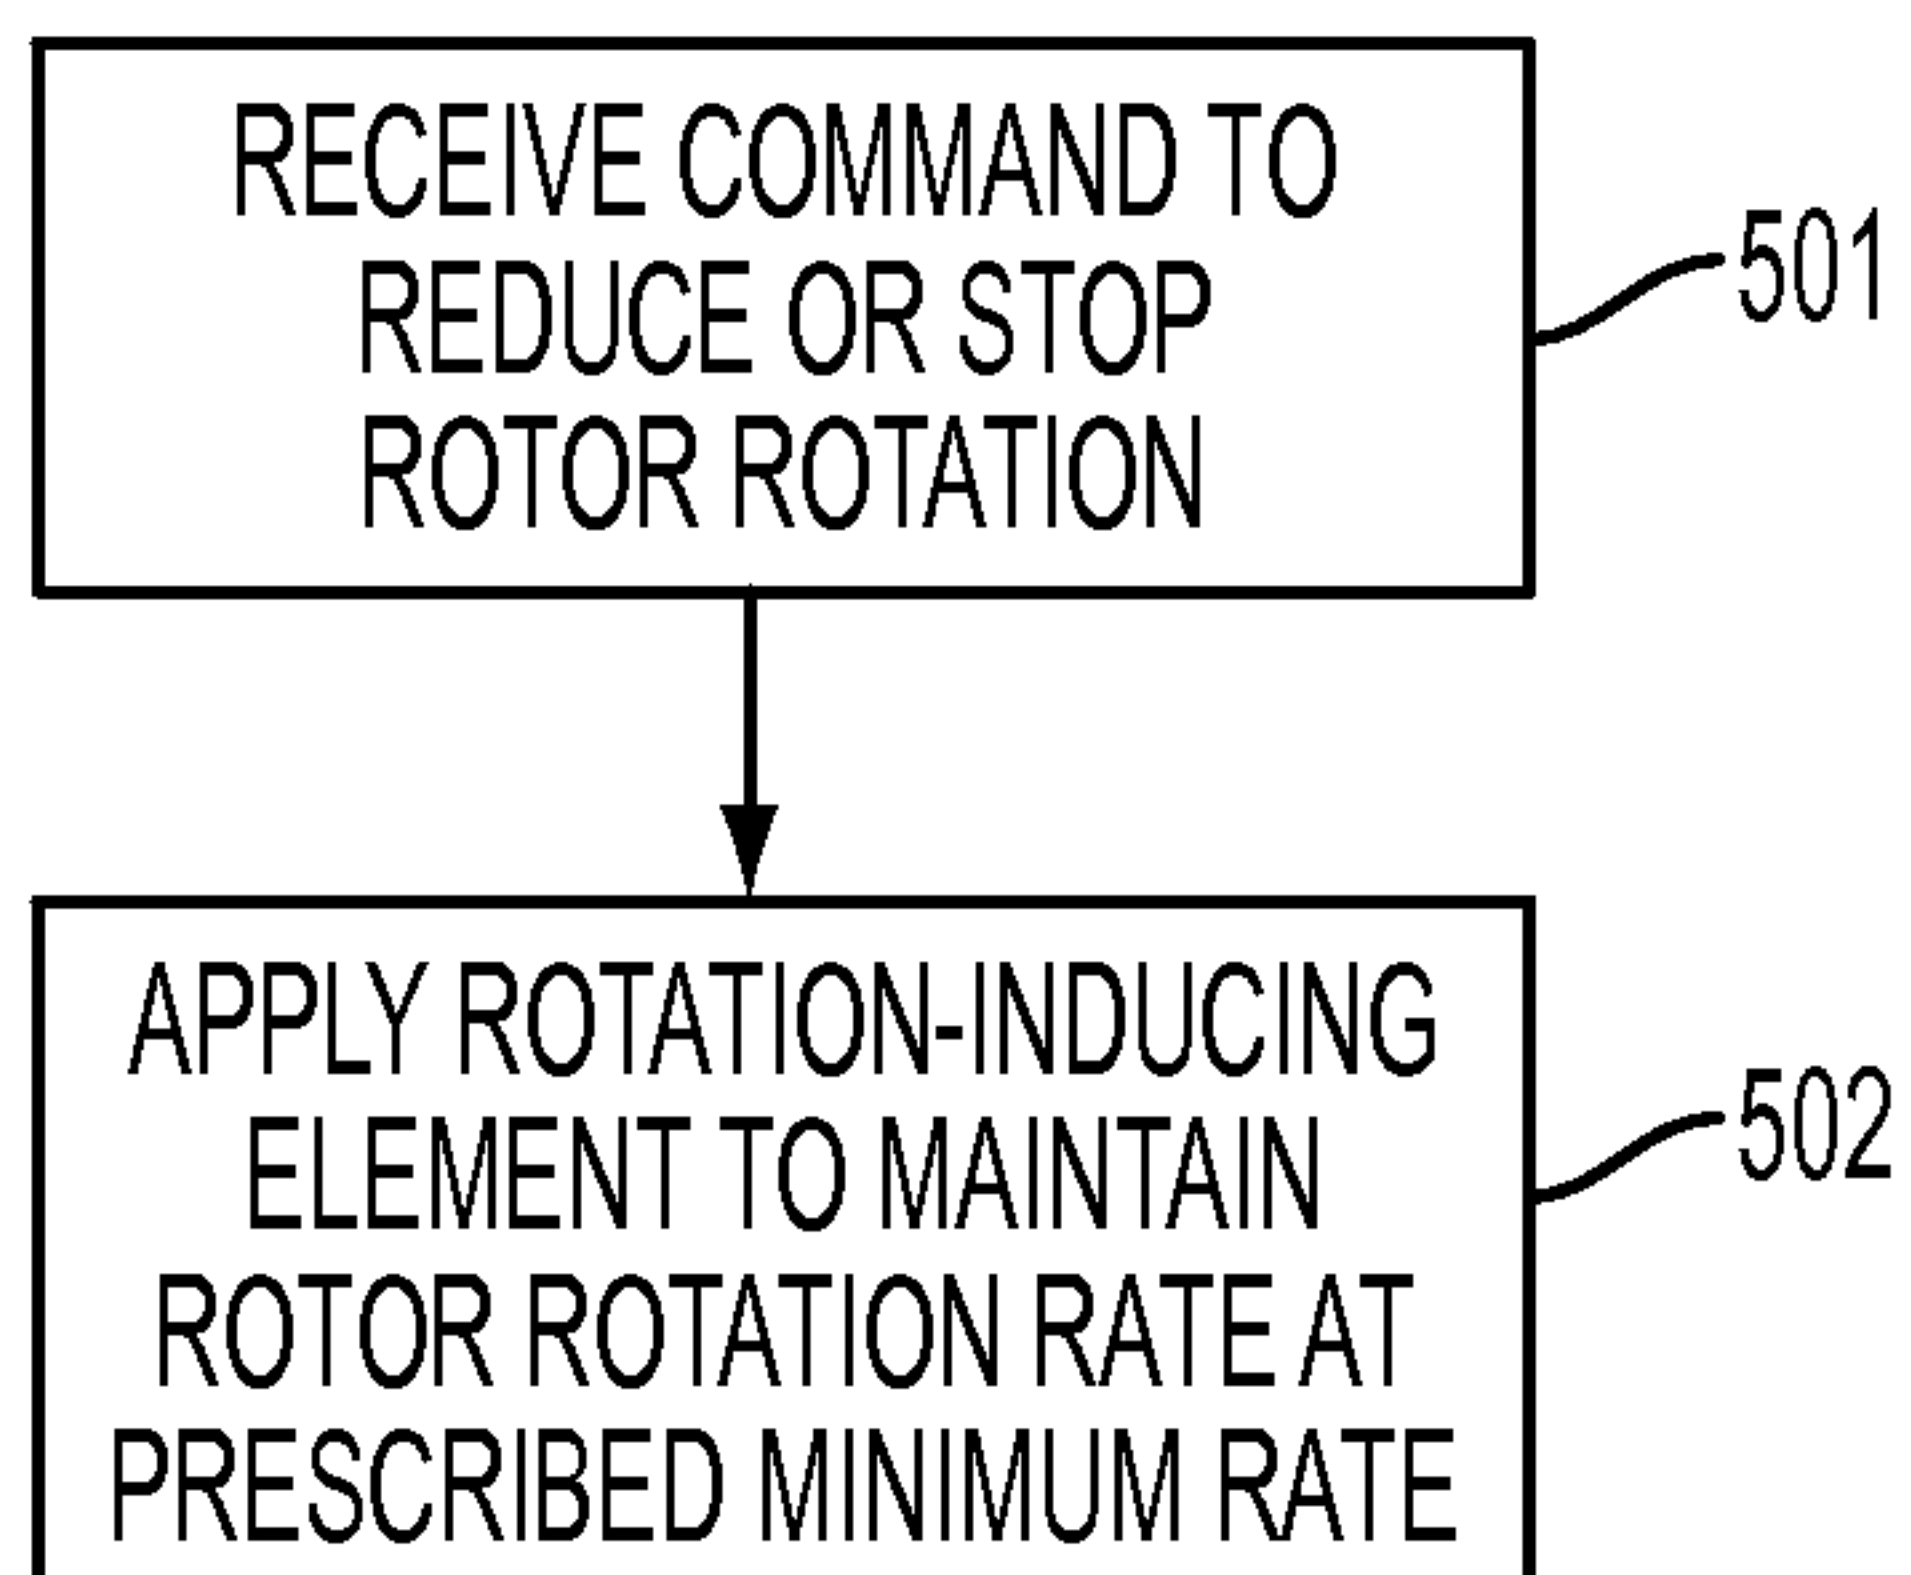 RECEIVE COMMAND TO
REDUCE OR STOP
ROTOR ROTATION
501
APPLY ROTATION-INDUCING
ELEMENT TO MAINTAIN
ROTOR ROTATION RATE AT
PRESCRIBED MINIMUM RATE
502